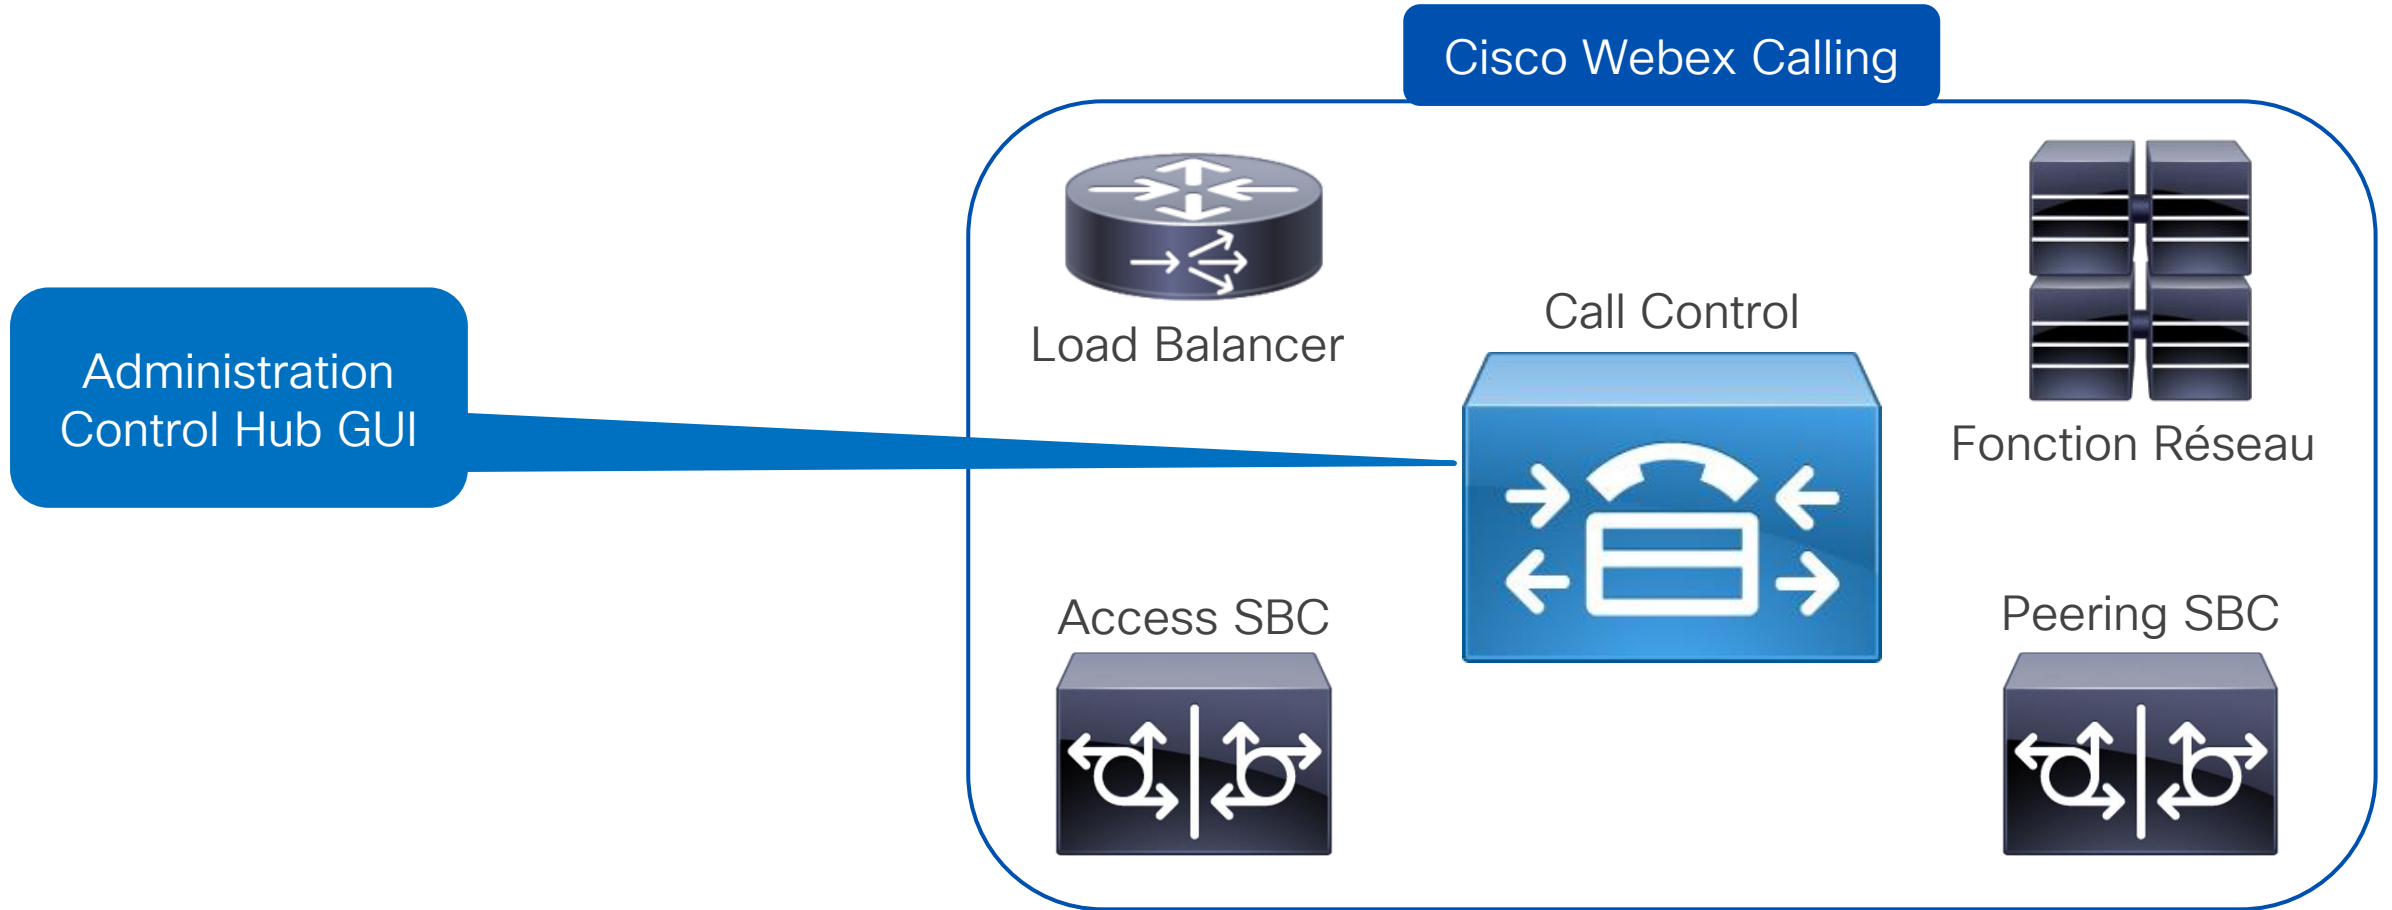 Cisco Webex Calling
Administration
Control Hub GUI
Load Balancer
Call Control
Fonction Réseau
Access SBC
Peering SBC